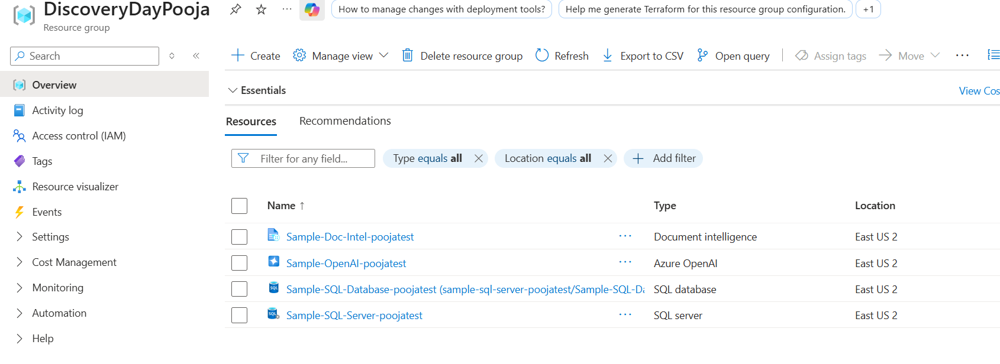 DiscoveryDayPooja
Resource group
How to manage changes with deployment tools?
Help me generate Terraform for this resource group configuration.
+1
Search
Create
Manage view
Delete resource group
Refresh
Export to CSV
Open query
Assign tags
Move
Overview
Activity log
Access control (IAM)
Tags
Resource visualizer
Events
Settings
Cost Management
Monitoring
Automation
Help
Essentials
View Cos
Resources
Recommendations
Filter for any field...
Type equals all
Location equals all
Add filter
Name ↑ Type Location
Sample-Doc-Intel-poojatest ... Document intelligence East US 2
Sample-OpenAI-poojatest ... Azure OpenAI East US 2
SQL Sample-SQL-Database-poojatest (sample-sql-server-poojatest/Sample-SQL-Da SQL database East US 2
SQL Sample-SQL-Server-poojatest ... SQL server East US 2